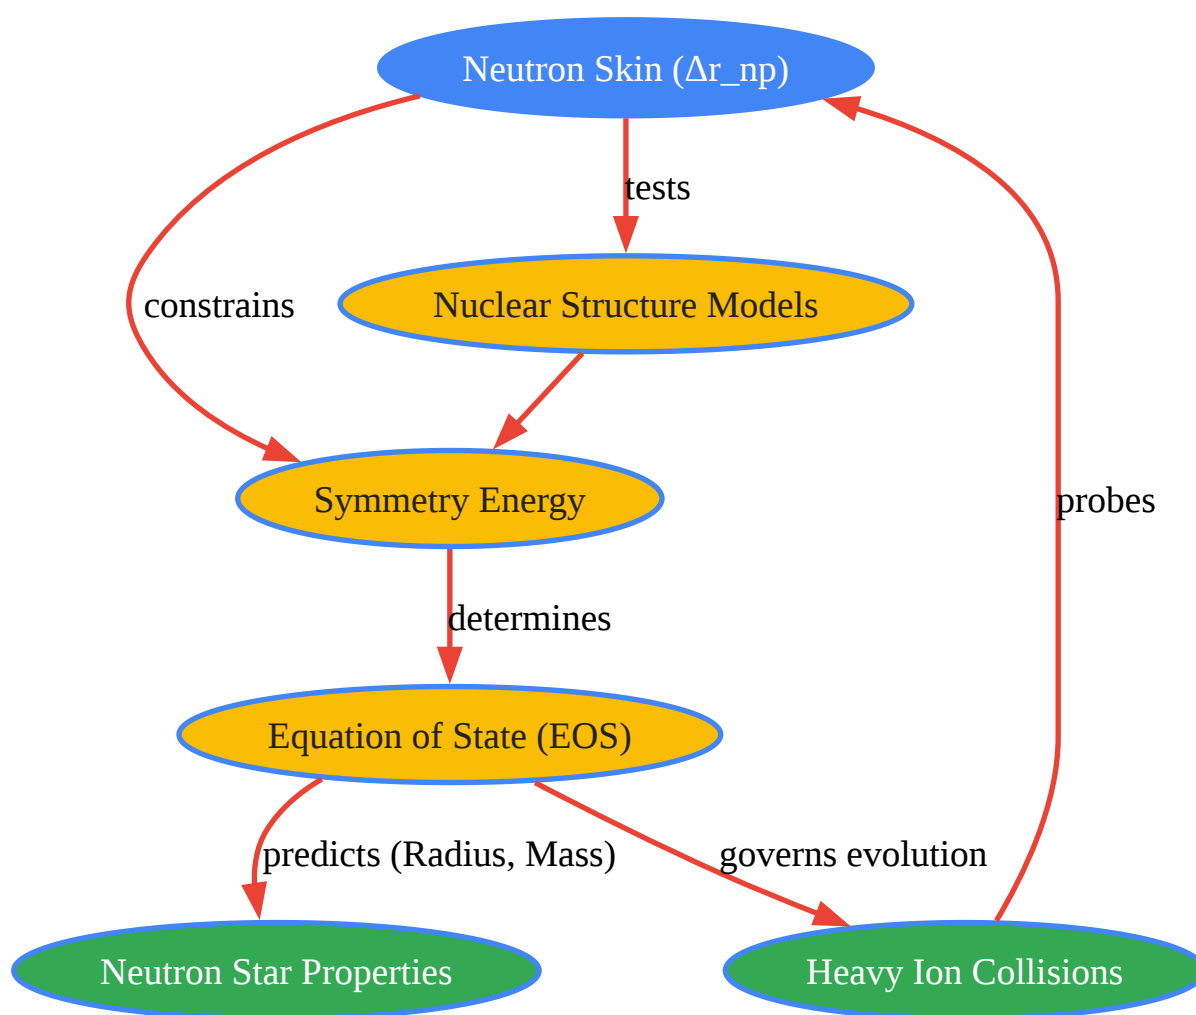 Neutron Skin (Δr_np)
tests
constrains
Nuclear Structure Models
Symmetry Energy
probes
determines
Equation of State (EOS)
predicts (Radius, Mass)
governs evolution
Neutron Star Properties
Heavy Ion Collisions